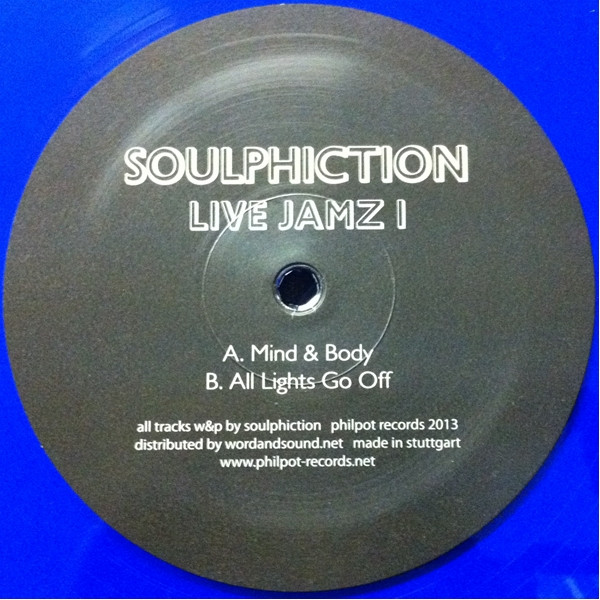 SOULPHICTION
LIVE JAMZ I
A. Mind & Body
B. All Lights Go Off
all tracks w&p by soulphiction philpot records 2013
distributed by wordandsound.net made in stuttgart
www.philpot-records.net